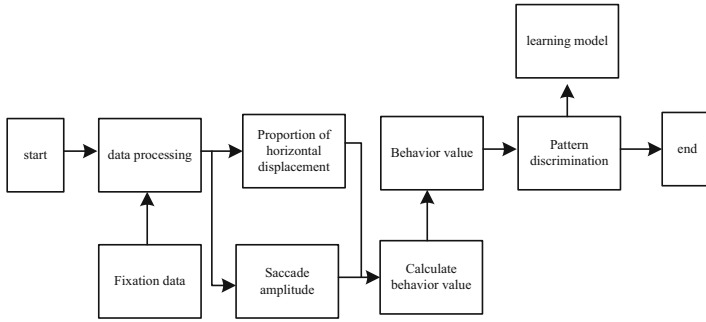 learning model
start
data processing
Proportion of
horizontal
displacement
Behavior value
Pattern
discrimination
end
Fixation data
Saccade
amplitude
Calculate
behavior value